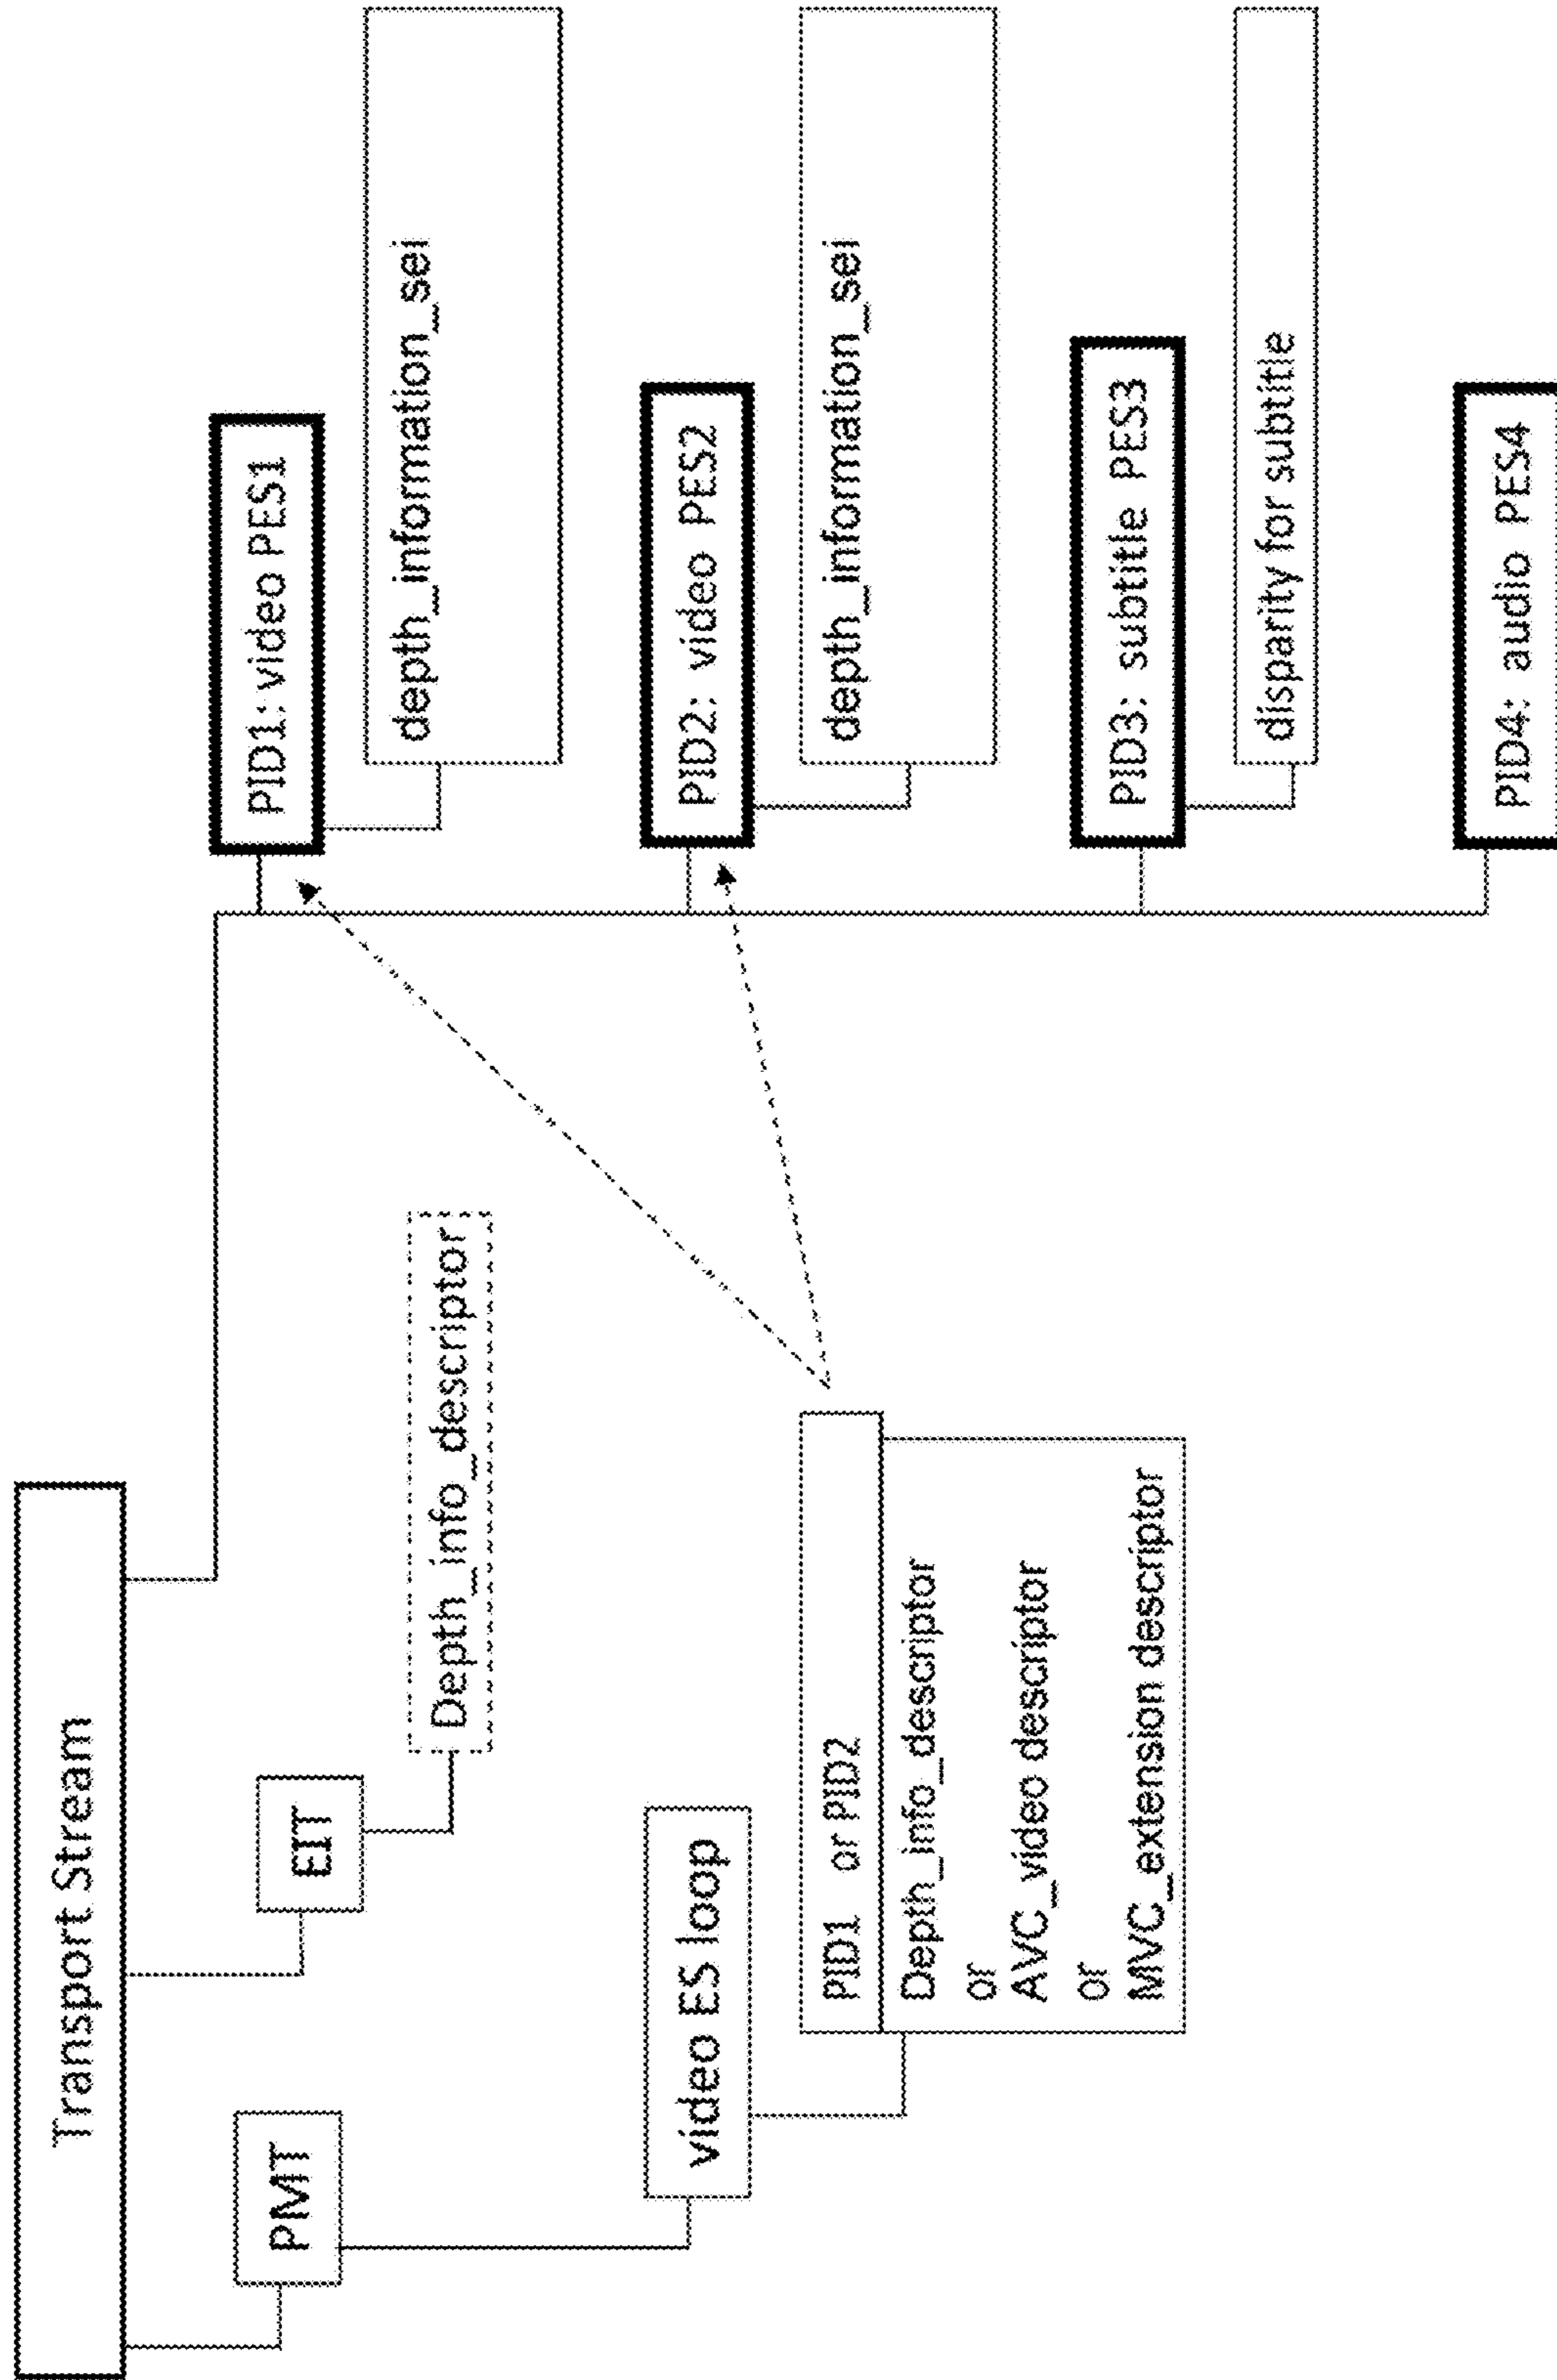 Transport Stream
PMT
EIT
Depth_info_descriptor
video ES loop
PID1 or PID2
Depth_info_descriptor
or
AVC_video descriptor
or
MVC_extension descriptor
PID1: video PES1
depth_information_sei
PID2: video PES2
depth_information_sei
PID3: subtitle PES3
disparity for subtitle
PID4: audio PES4